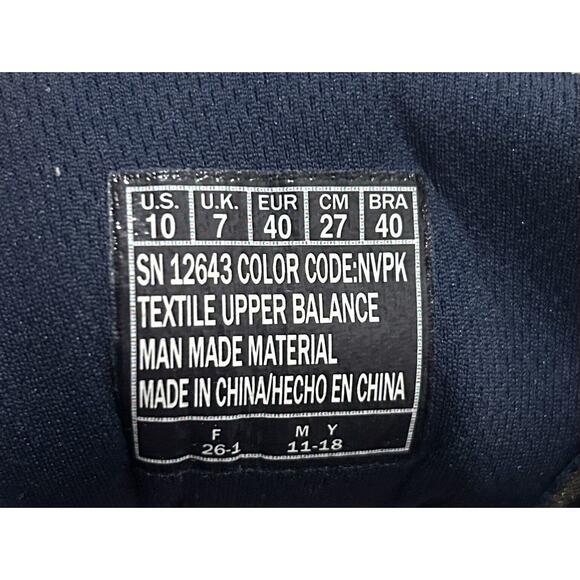 U.S. U.K. EUR CM BRA
10 7 40 27 40
SN 12643 COLOR CODE:NVPK
TEXTILE UPPER BALANCE
MAN MADE MATERIAL
MADE IN CHINA/HECHO EN CHINA
F M Y
26-1 11-18